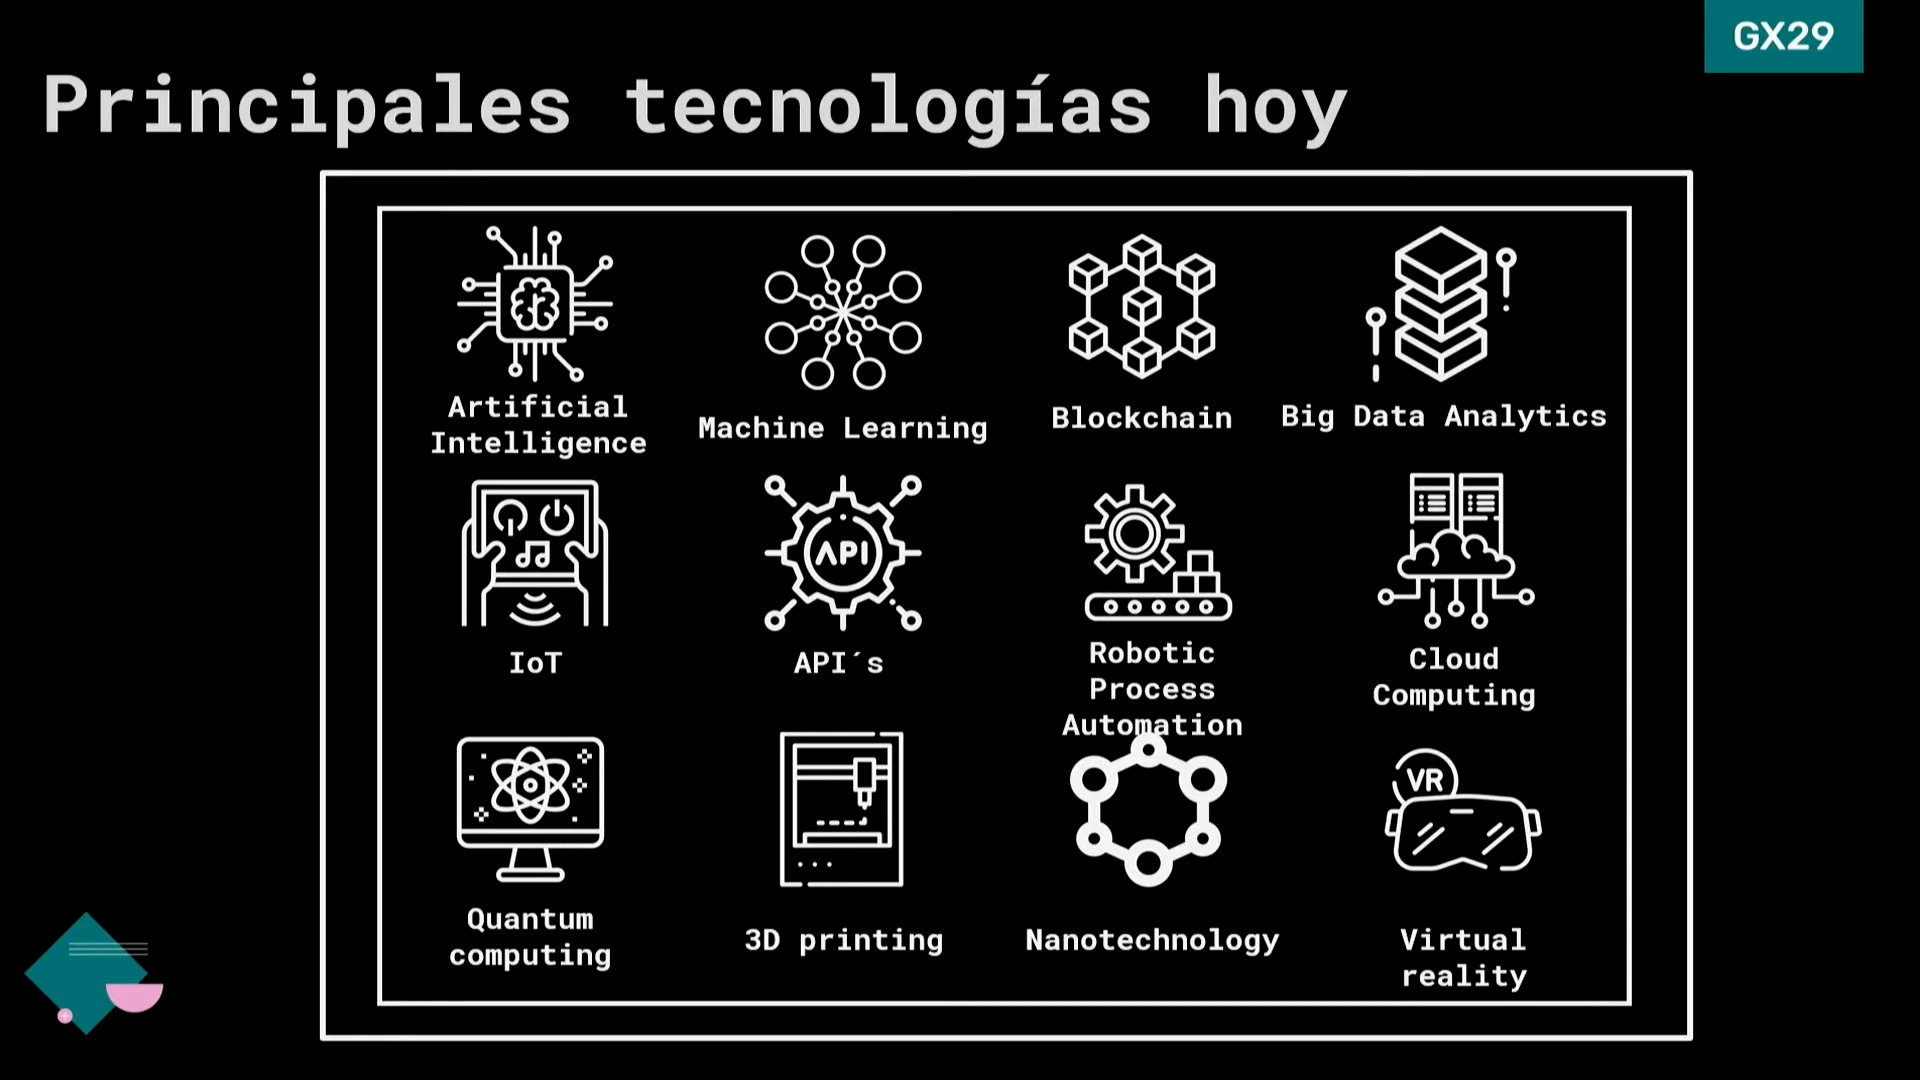 GX29
Principales tecnologías hoy
Artificial
Intelligence
Machine Learning
Blockchain
Big Data Analytics
API
IoT
API´s
Robotic
Process
Automation
Cloud
Computing
VR
Quantum
computing
3D printing
Nanotechnology
Virtual
reality